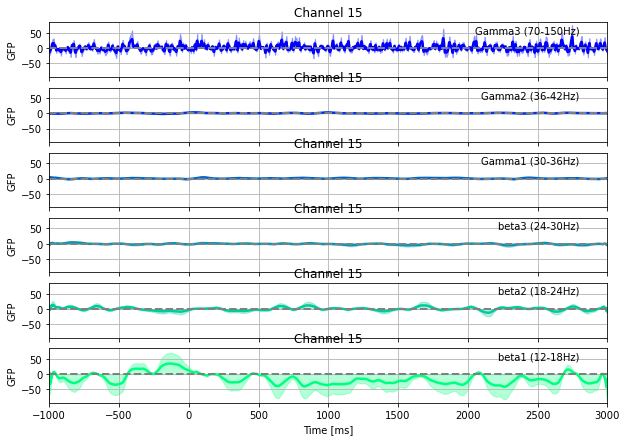 Channel 15
Gamma3 (70-150Hz)
50
0
−50
GFP
Channel 15
Gamma2 (36-42Hz)
50
0
−50
GFP
Channel 15
Gamma1 (30-36Hz)
50
0
−50
GFP
Channel 15
beta3 (24-30Hz)
50
0
−50
GFP
Channel 15
beta2 (18-24Hz)
50
0
−50
GFP
Channel 15
beta1 (12-18Hz)
50
0
−50
GFP
−1000 −500 0 500 1000 1500 2000 2500 3000
Time [ms]